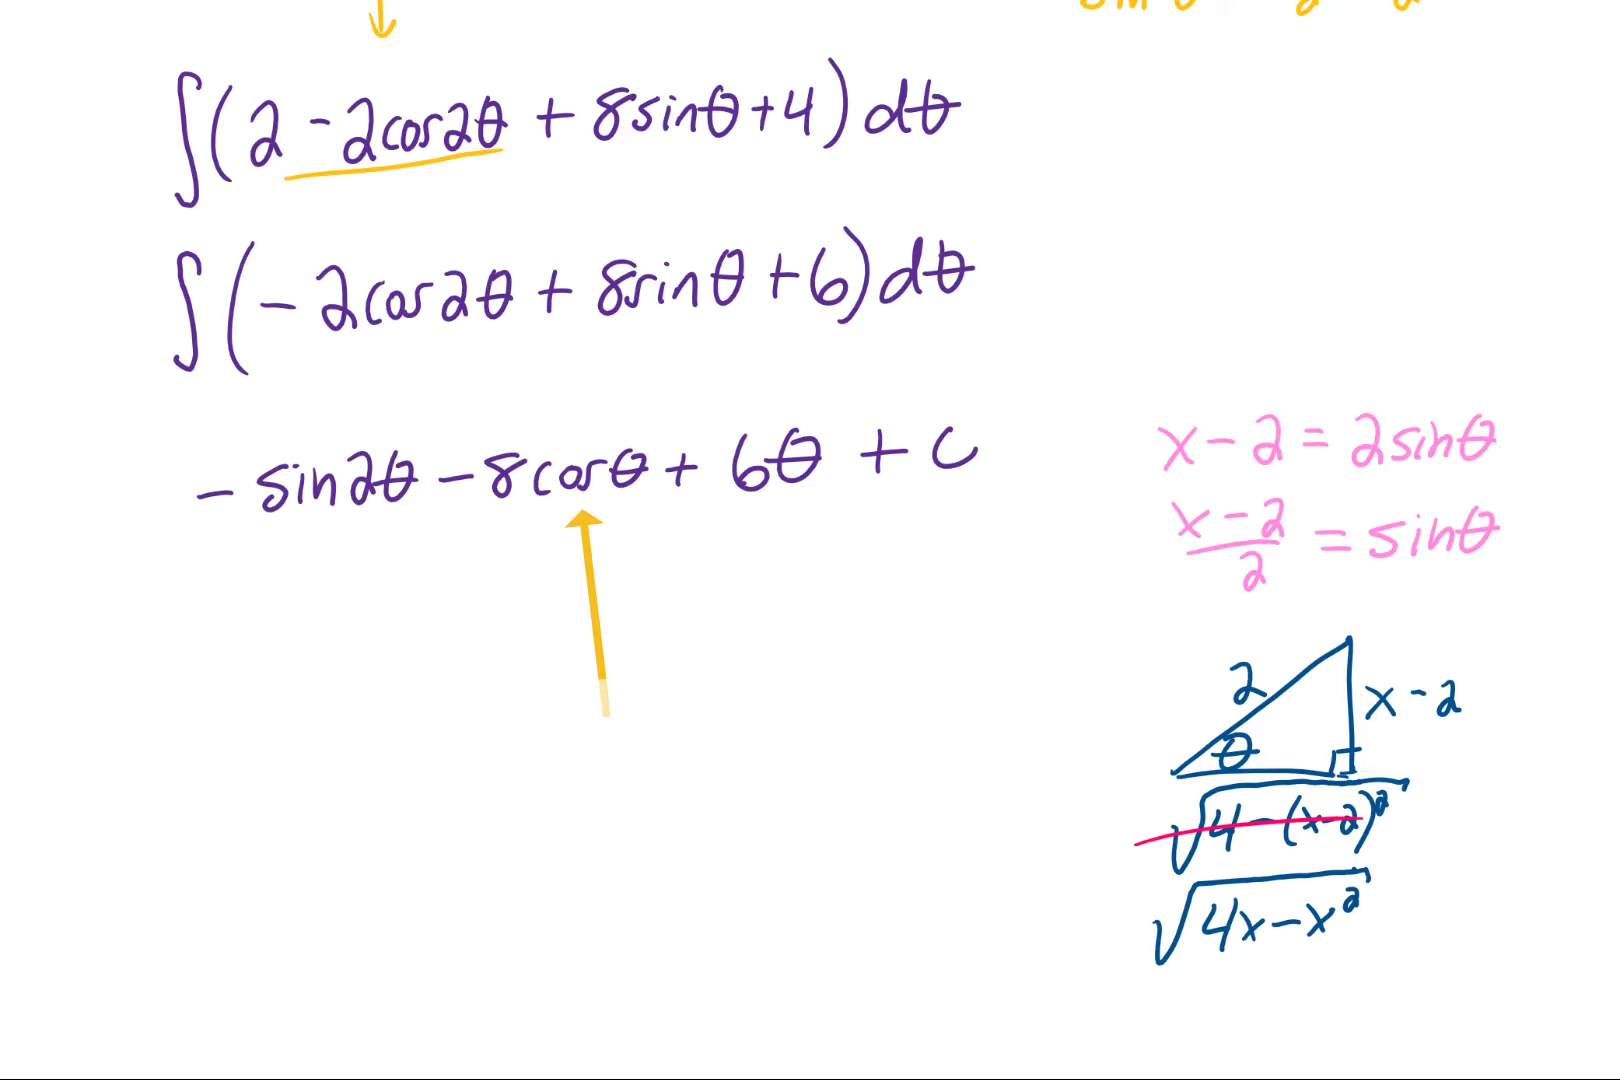 ∫(2 - 2cos2θ + 8sinθ + 4) dθ
∫(- 2cos2θ + 8sinθ + 6) dθ
- sin2θ - 8cosθ + 6θ + C
x - 2 = 2sinθ
(x - 2)/2 = sinθ
2
x - 2
θ
√(4 - (x-2)²)
√(4x - x²)